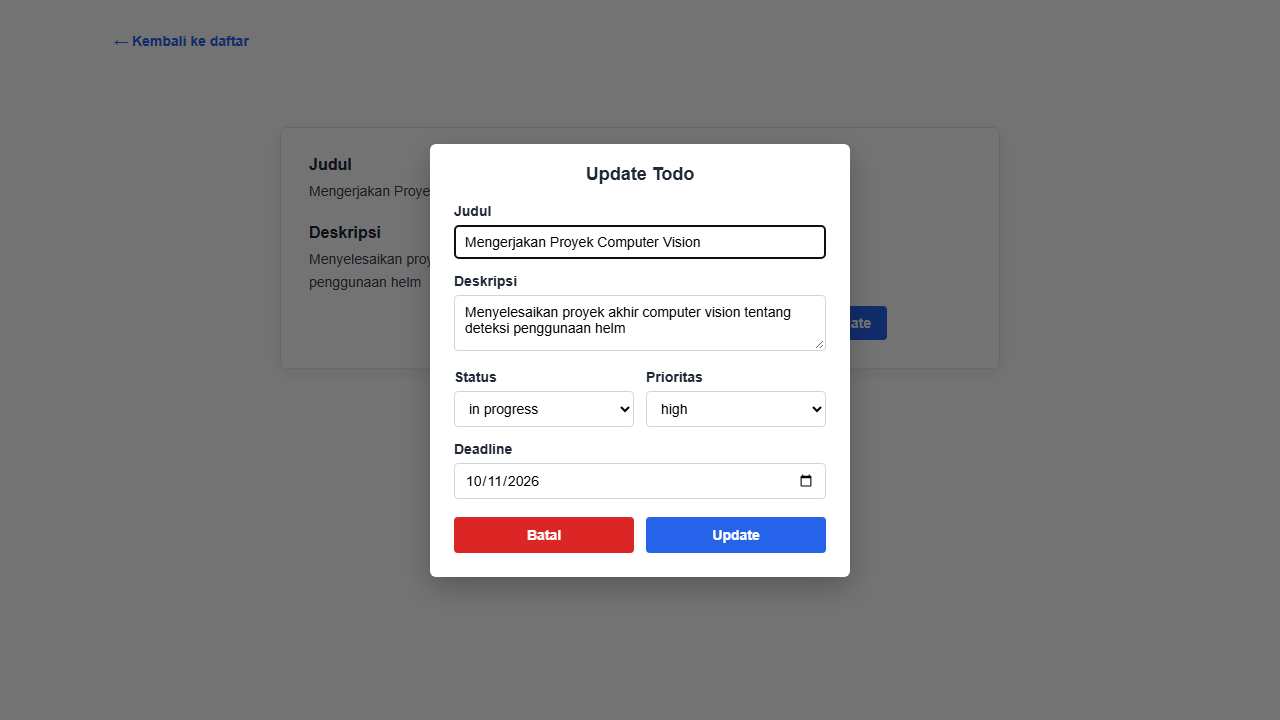 ← Kembali ke daftar
Judul
Mengerjakan Proye
Deskripsi
Menyelesaikan proy
penggunaan helm
ate
Update Todo
Judul
Mengerjakan Proyek Computer Vision
Deskripsi
Menyelesaikan proyek akhir computer vision tentang
deteksi penggunaan helm
Status Prioritas
in progress high
Deadline
10/11/2026
Batal Update